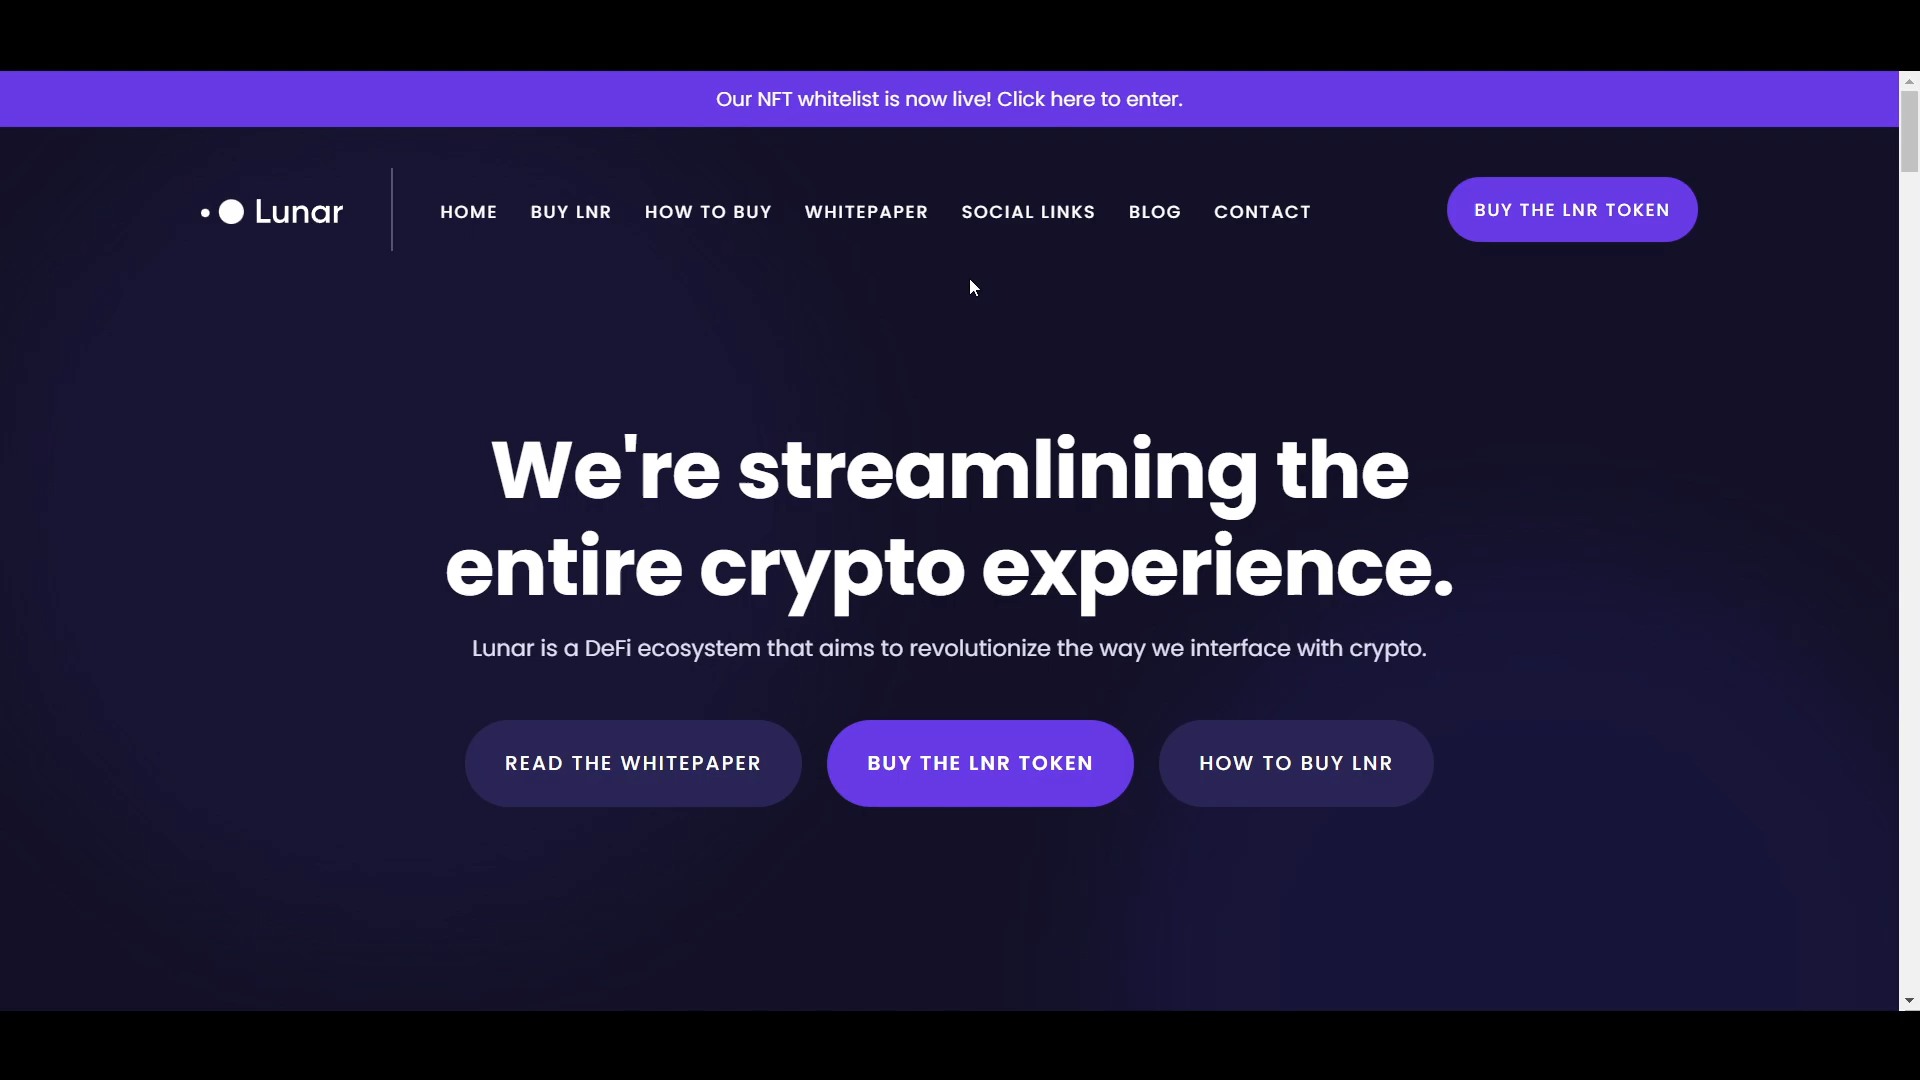 Our NFT whitelist is now live! Click here to enter.
Lunar
HOME
BUY LNR
HOW TO BUY
WHITEPAPER
SOCIAL LINKS
BLOG
CONTACT
BUY THE LNR TOKEN
We're streamlining the
entire crypto experience.
Lunar is a DeFi ecosystem that aims to revolutionize the way we interface with crypto.
READ THE WHITEPAPER
BUY THE LNR TOKEN
HOW TO BUY LNR